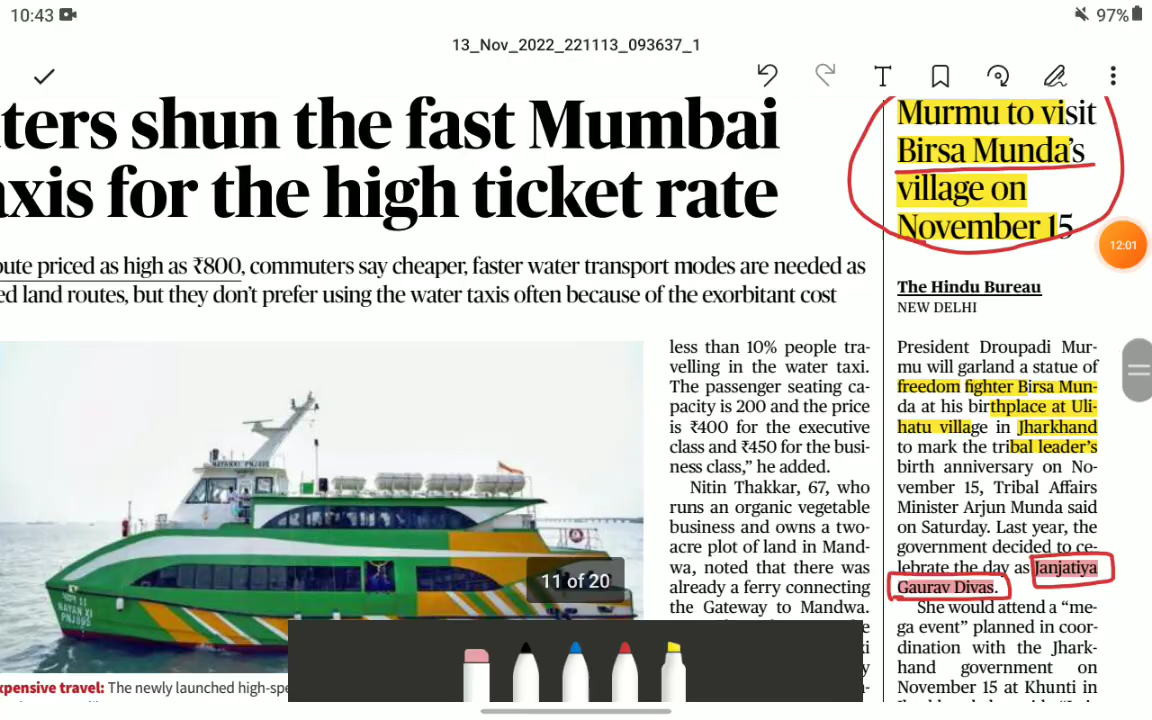 10:43
97%
13_Nov_2022_221113_093637_1
ters shun the fast Mumbai
axis for the high ticket rate
oute priced as high as ₹800, commuters say cheaper, faster water transport modes are needed as
ed land routes, but they don't prefer using the water taxis often because of the exorbitant cost
NAYANXI PNJ895
NAYAN XI
PNJ895
xpensive travel: The newly launched high-spe
less than 10% people tra-
velling in the water taxi.
The passenger seating ca-
pacity is 200 and the price
is ₹400 for the executive
class and ₹450 for the busi-
ness class,” he added.
Nitin Thakkar, 67, who
runs an organic vegetable
business and owns a two-
acre plot of land in Mand-
wa, noted that there was
already a ferry connecting
the Gateway to Mandwa.
Murmu to visit
Birsa Munda's
village on
November 15
12:01
The Hindu Bureau
NEW DELHI
President Droupadi Mur-
mu will garland a statue of
freedom fighter Birsa Mun-
da at his birthplace at Uli-
hatu village in Jharkhand
to mark the tribal leader's
birth anniversary on No-
vember 15, Tribal Affairs
Minister Arjun Munda said
on Saturday. Last year, the
government decided to ce-
lebrate the day as Janjatiya
Gaurav Divas.
She would attend a “me-
ga event” planned in coor-
dination with the Jhark-
hand government on
November 15 at Khunti in
11 of 20